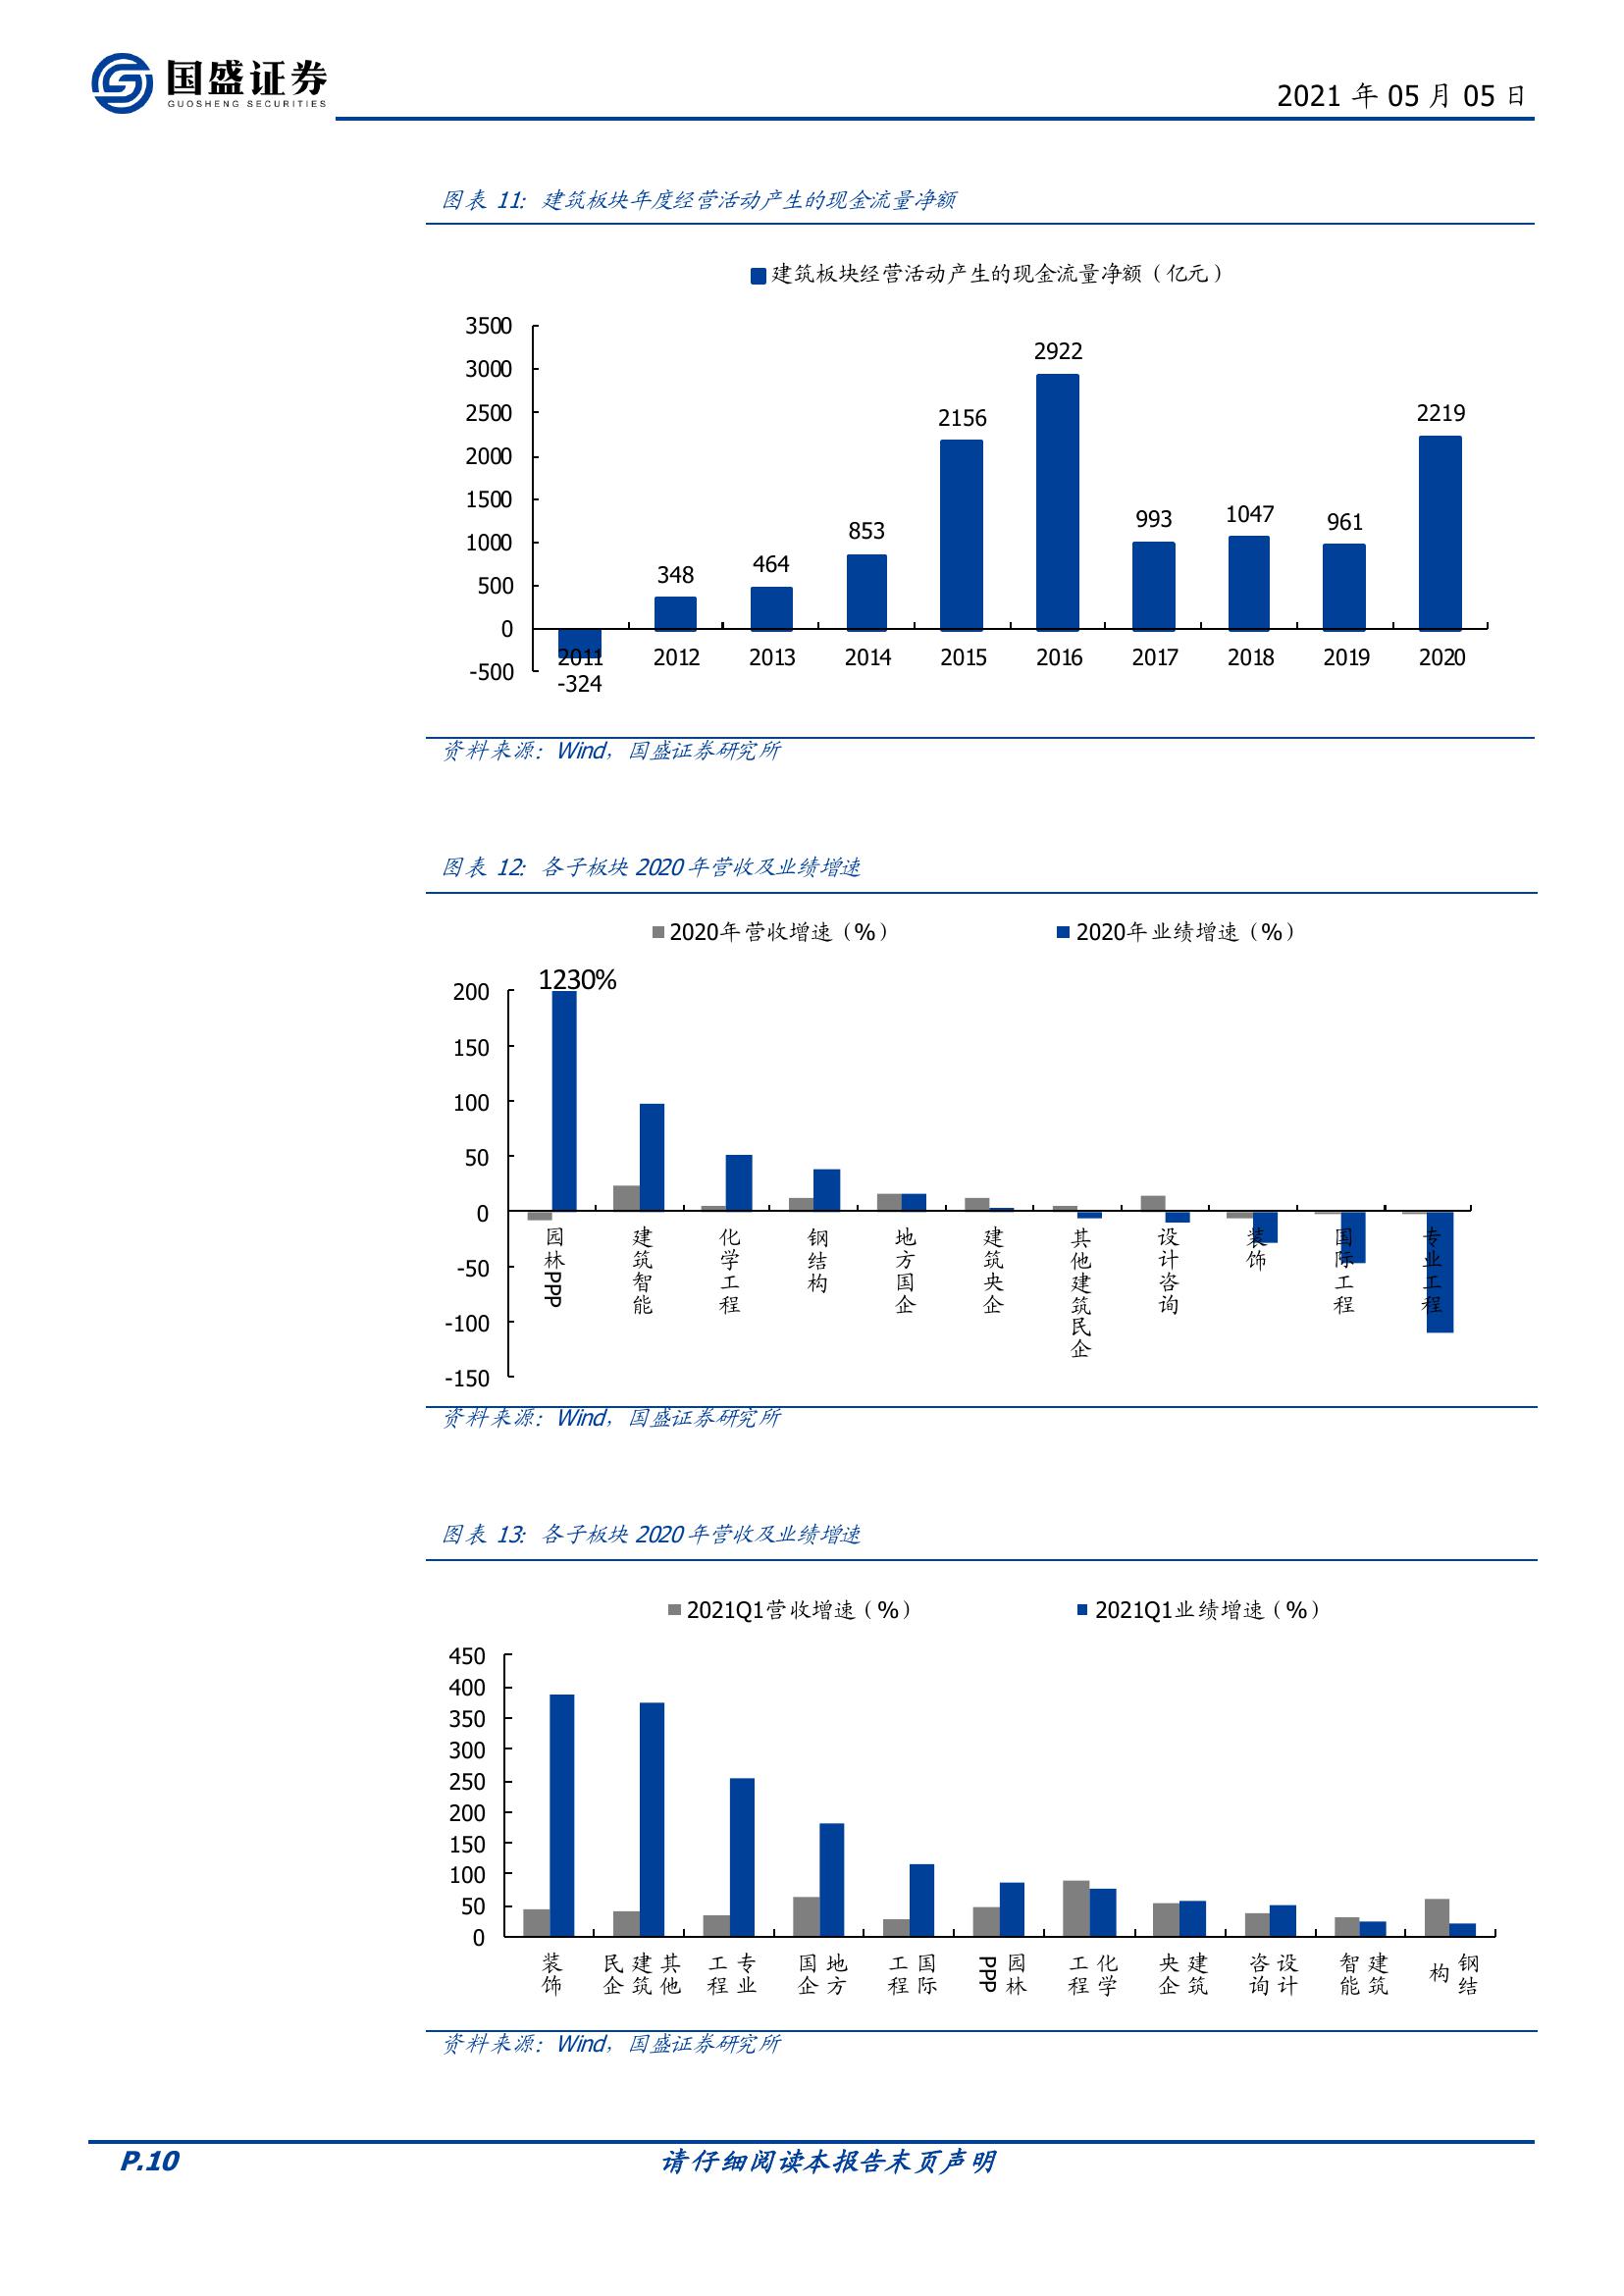 国盛证券
GUOSHENG SECURITIES
2021 年 05 月 05 日
图表 11：建筑板块年度经营活动产生的现金流量净额
建筑板块经营活动产生的现金流量净额（亿元）
3500
3000
2500
2000
1500
1000
500
0
-500
-324
348
464
853
2156
2922
993
1047
961
2219
2011 2012 2013 2014 2015 2016 2017 2018 2019 2020
资料来源：Wind，国盛证券研究所
图表 12：各子板块 2020 年营收及业绩增速
2020年营收增速（%） 2020年业绩增速（%）
1230%
200
150
100
50
0
-50
-100
-150
园林PPP
建筑智能
化学工程
钢结构
地方国企
建筑央企
其他建筑民企
设计咨询
装饰
国际工程
专业工程
资料来源：Wind，国盛证券研究所
图表 13：各子板块 2020 年营收及业绩增速
2021Q1营收增速（%） 2021Q1业绩增速（%）
450
400
350
300
250
200
150
100
50
0
装饰
其他建筑民企
专业工程
地方国企
国际工程
园林PPP
化学工程
建筑央企
设计咨询
建筑智能
钢结构
资料来源：Wind，国盛证券研究所
P.10 请仔细阅读本报告末页声明